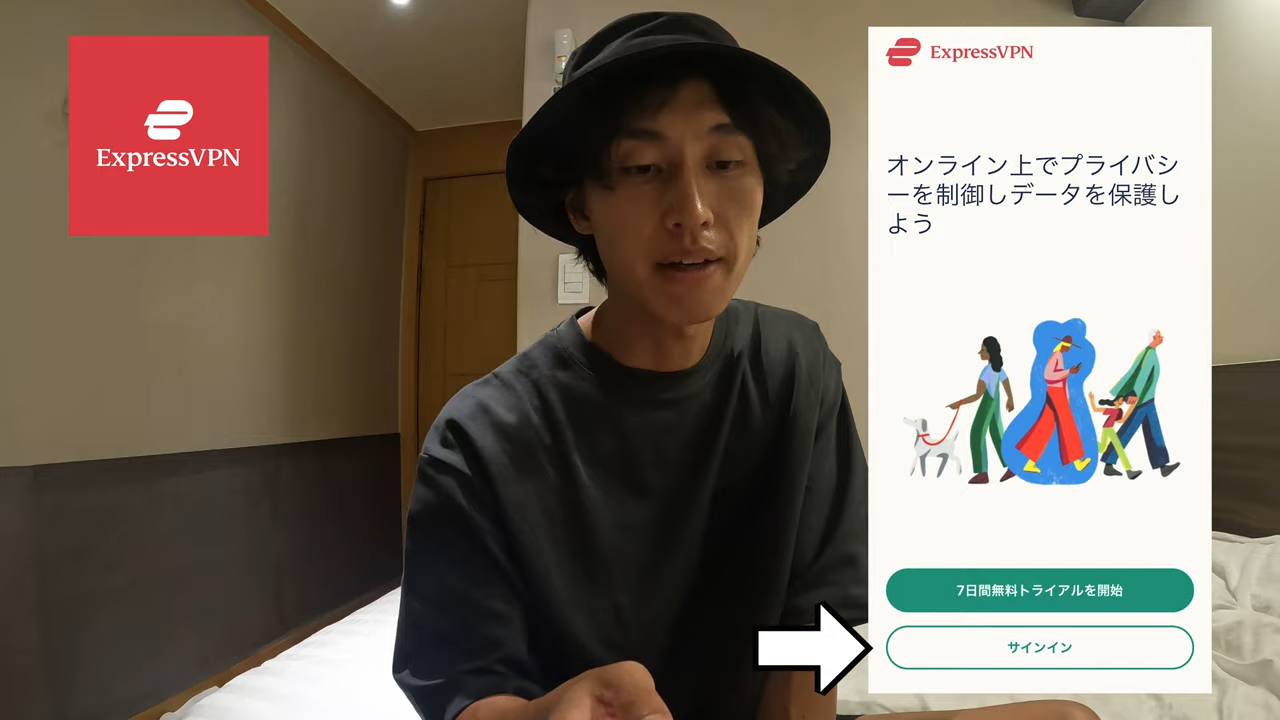 ExpressVPN
ExpressVPN
オンライン上でプライバシ
ーを制御しデータを保護し
よう
7日間無料トライアルを開始
サインイン